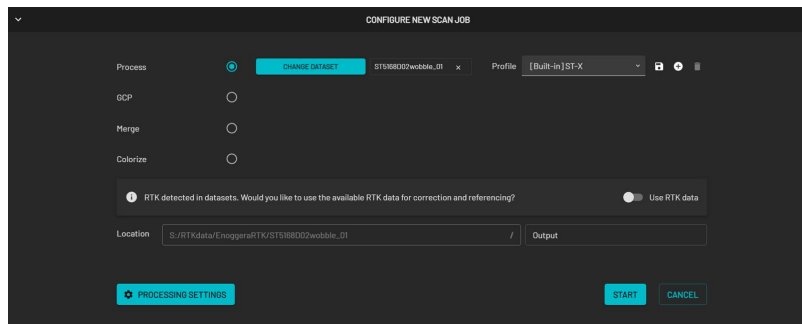 CONFIGURE NEW SCAN JOB
Process CHANGE DATASET ST5168D02wobble_01 × Profile [Built-in] ST-X
GCP
Merge
Colorize
RTK detected in datasets. Would you like to use the available RTK data for correction and referencing? Use RTK data
Location S:/RTKdata/EnoggeraRTK/ST5168D02wobble_01 / Output
PROCESSING SETTINGS START CANCEL